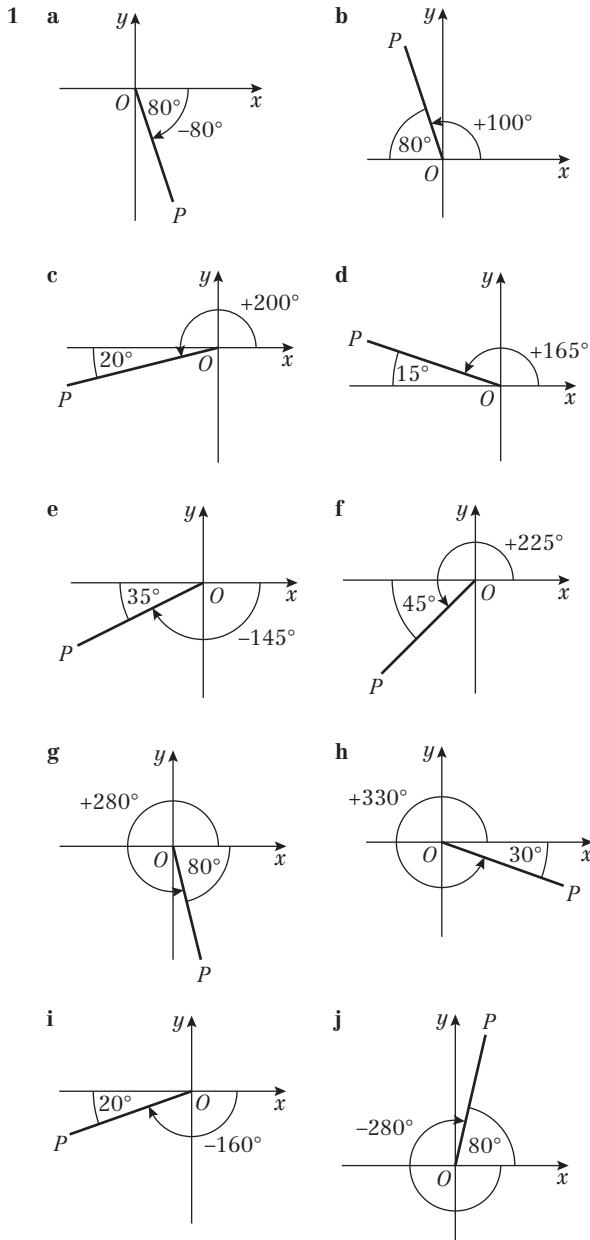 1 a y
O 80° x
–80°
P
b y
P
+100°
80°
O x
c y
+200°
20° O x
P
d y
P
+165°
15°
O x
e y
35° O x
P
–145°
f y
+225°
45° O x
P
g y
+280°
O 80° x
P
h y
+330°
O 30° x
P
i y
20° O x
P
–160°
j y P
–280°
80°
O x